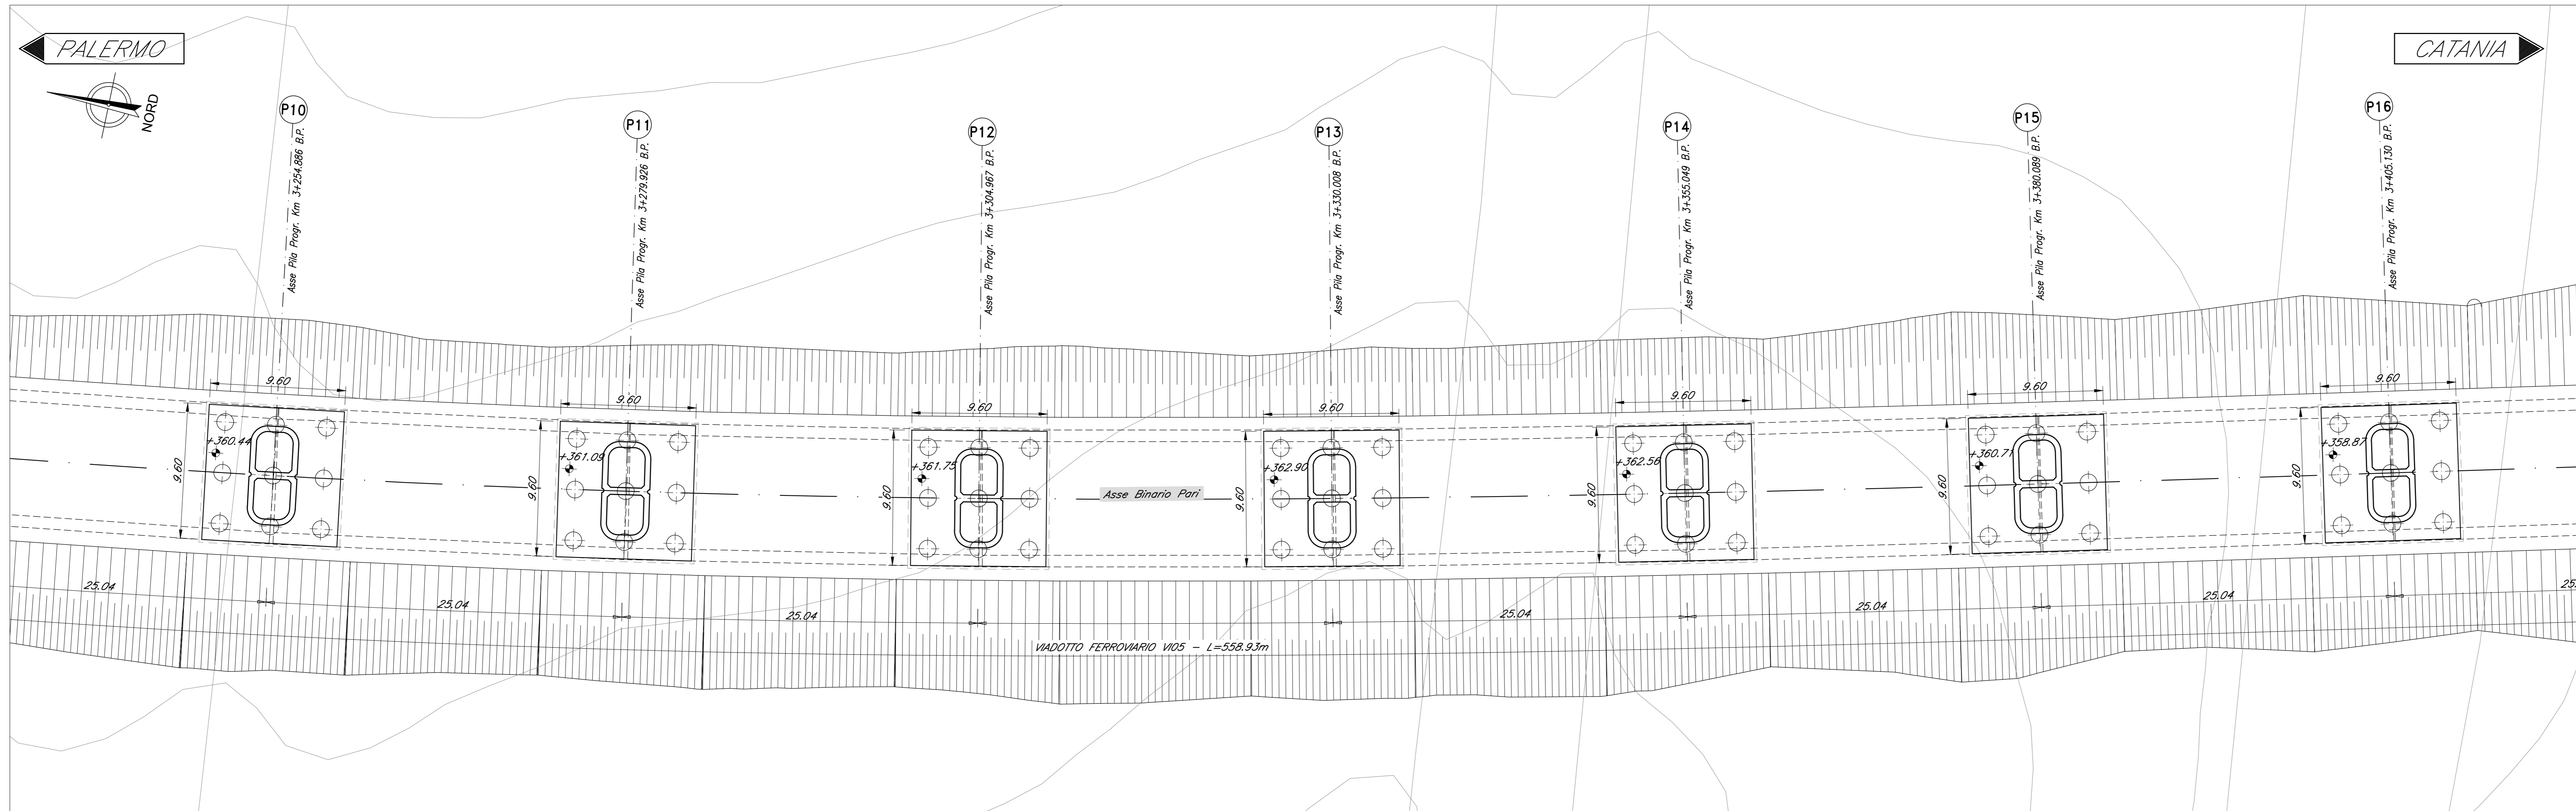 PALERMO
CATANIA
NORD
P10
P11
P12
P13
P14
P15
P16
Asse Pila Progr. Km 3+254.886 B.P.
Asse Pila Progr. Km 3+279.926 B.P.
Asse Pila Progr. Km 3+304.967 B.P.
Asse Pila Progr. Km 3+330.008 B.P.
Asse Pila Progr. Km 3+355.049 B.P.
Asse Pila Progr. Km 3+380.089 B.P.
Asse Pila Progr. Km 3+405.130 B.P.
9.60
9.60
9.60
9.60
9.60
9.60
9.60
+360.44
+361.09
+361.75
+362.90
+362.56
+360.71
+358.87
9.60
9.60
9.60
9.60
9.60
9.60
9.60
Asse Binario Pari
25.04
25.04
25.04
25.04
25.04
25.04
VIADOTTO FERROVIARIO VI05 - L=558.93m